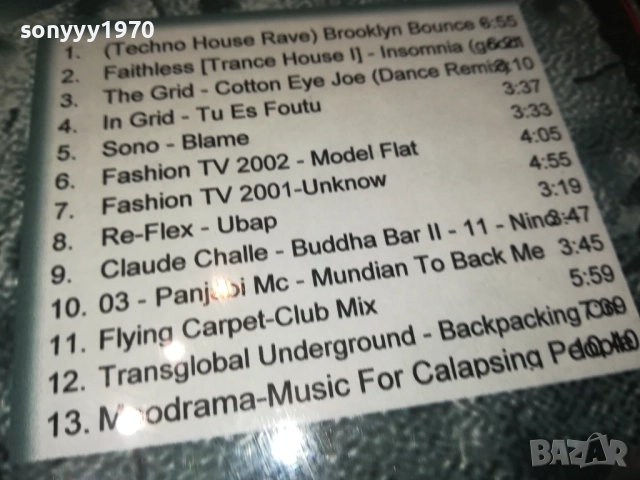 sonyyy1970
1. (Techno House Rave) Brooklyn Bounce 6:55
2. Faithless [Trance House I] - Insomnia
3. The Grid - Cotton Eye Joe (Dance Remix)
4. In Grid - Tu Es Foutu 3:37
5. Sono - Blame 3:33
6. Fashion TV 2002 - Model Flat 4:05
7. Fashion TV 2001-Unknow 4:55
8. Re-Flex - Ubap 3:19
9. Claude Challe - Buddha Bar II - 11 -
10. 03 - Panjabi Mc - Mundian To Back Me 3:45
11. Flying Carpet-Club Mix 5:59
12. Transglobal Underground - Backpacking
13. Music For Calapsing People
BAZAR